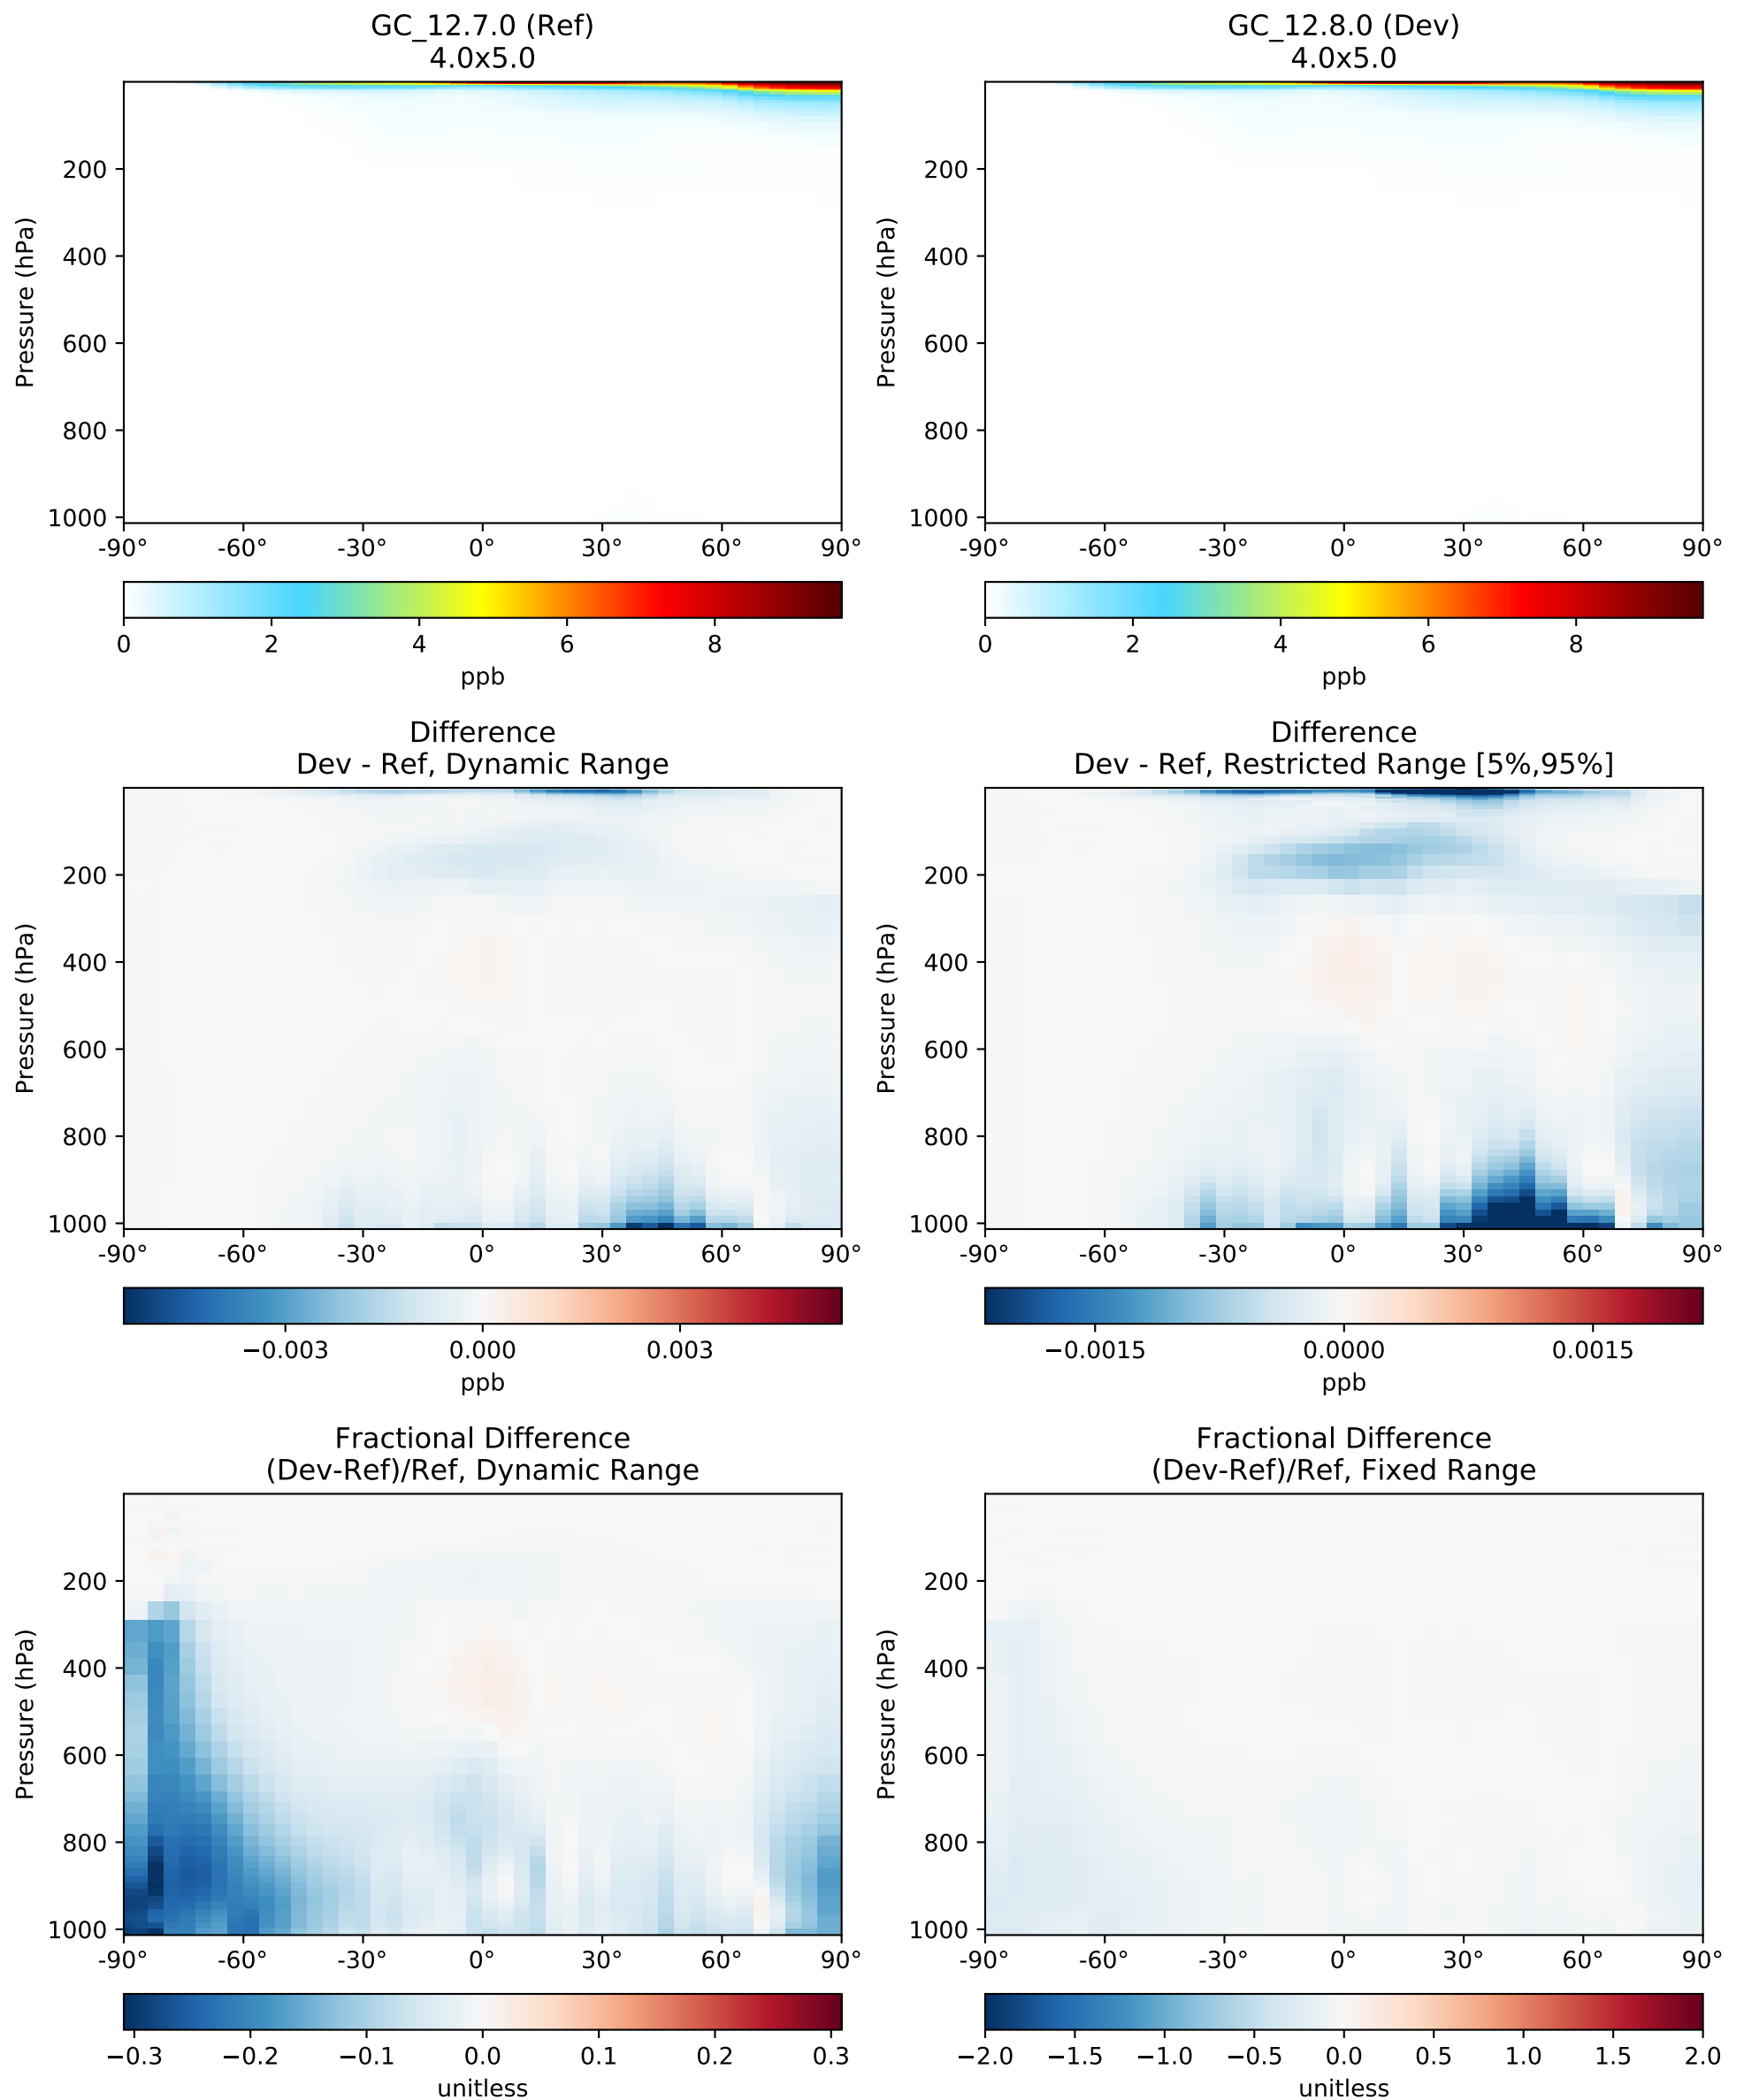 GC_12.7.0 (Ref)
4.0x5.0
Pressure (hPa)
200
400
600
800
1000
-90° -60° -30° 0° 30° 60° 90°
0 2 4 6 8
ppb
GC_12.8.0 (Dev)
4.0x5.0
Pressure (hPa)
200
400
600
800
1000
-90° -60° -30° 0° 30° 60° 90°
0 2 4 6 8
ppb
Difference
Dev - Ref, Dynamic Range
Pressure (hPa)
200
400
600
800
1000
-90° -60° -30° 0° 30° 60° 90°
−0.003 0.000 0.003
ppb
Difference
Dev - Ref, Restricted Range [5%,95%]
Pressure (hPa)
200
400
600
800
1000
-90° -60° -30° 0° 30° 60° 90°
−0.0015 0.0000 0.0015
ppb
Fractional Difference
(Dev-Ref)/Ref, Dynamic Range
Pressure (hPa)
200
400
600
800
1000
-90° -60° -30° 0° 30° 60° 90°
−0.3 −0.2 −0.1 0.0 0.1 0.2 0.3
unitless
Fractional Difference
(Dev-Ref)/Ref, Fixed Range
Pressure (hPa)
200
400
600
800
1000
-90° -60° -30° 0° 30° 60° 90°
−2.0 −1.5 −1.0 −0.5 0.0 0.5 1.0 1.5 2.0
unitless